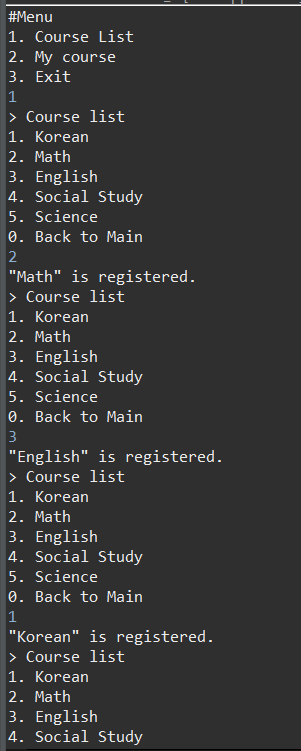 #Menu
1. Course List
2. My course
3. Exit
1
> Course list
1. Korean
2. Math
3. English
4. Social Study
5. Science
0. Back to Main
2
"Math" is registered.
> Course list
1. Korean
2. Math
3. English
4. Social Study
5. Science
0. Back to Main
3
"English" is registered.
> Course list
1. Korean
2. Math
3. English
4. Social Study
5. Science
0. Back to Main
1
"Korean" is registered.
> Course list
1. Korean
2. Math
3. English
4. Social Study